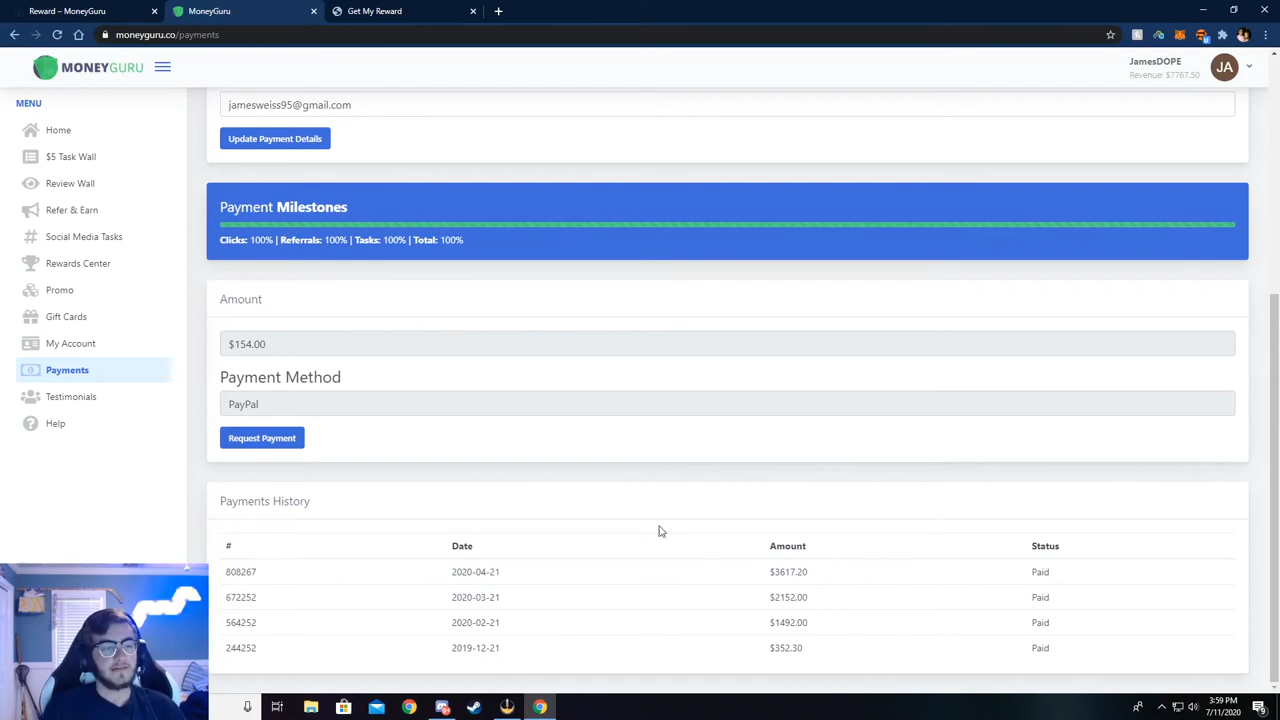 Reward – MoneyGuru
MoneyGuru
Get My Reward
moneyguru.co/payments
MONEYGURU
JamesDOPE
Revenue: $7767.50
JA
MENU
Home
$5 Task Wall
Review Wall
Refer & Earn
Social Media Tasks
Rewards Center
Promo
Gift Cards
My Account
Payments
Testimonials
Help
jamesweiss95@gmail.com
Update Payment Details
Payment Milestones
Clicks: 100% | Referrals: 100% | Tasks: 100% | Total: 100%
Amount
$154.00
Payment Method
PayPal
Request Payment
Payments History
# Date Amount Status
808267 2020-04-21 $3617.20 Paid
672252 2020-03-21 $2152.00 Paid
564252 2020-02-21 $1492.00 Paid
244252 2019-12-21 $352.30 Paid
3:59 PM
7/11/2020